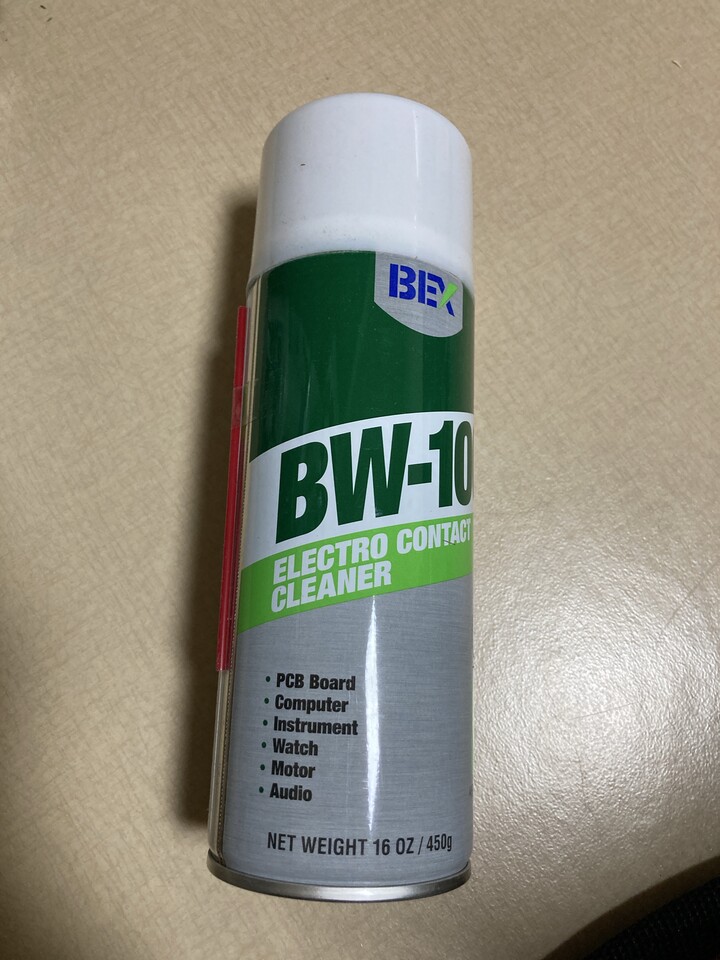 BEX
BW-10
ELECTRO CONTACT
CLEANER
• PCB Board
• Computer
• Instrument
• Watch
• Motor
• Audio
NET WEIGHT 16 OZ / 450g